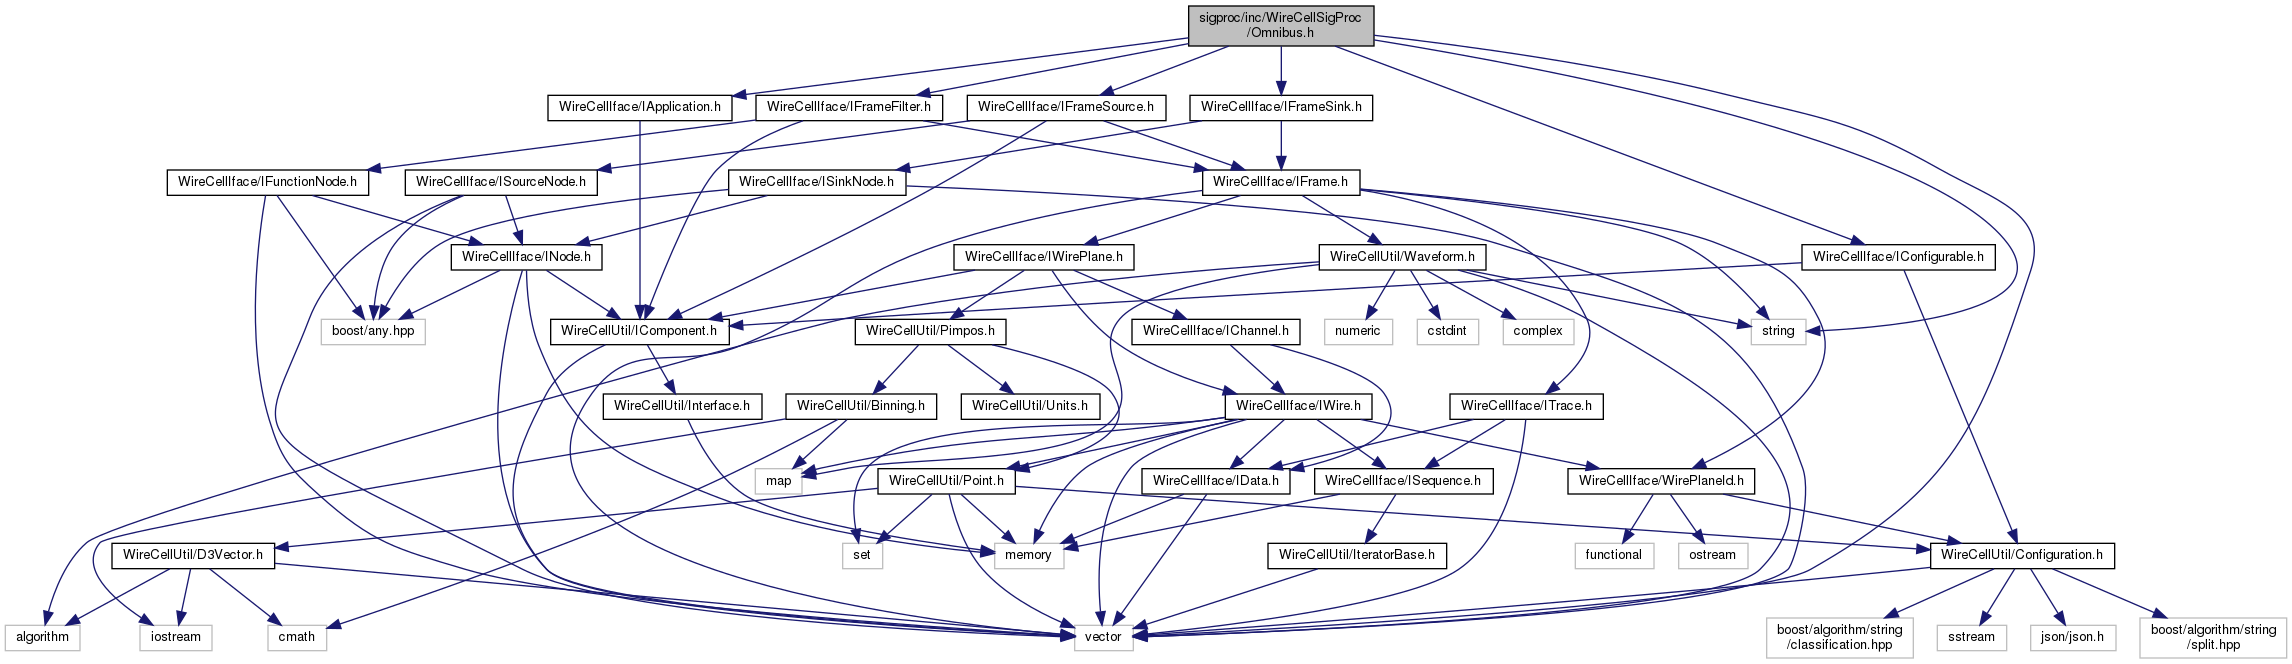 sigproc/inc/WireCellSigProc
/Omnibus.h
WireCellIface/IApplication.h
WireCellIface/IFrameFilter.h
WireCellIface/IFrameSource.h
WireCellIface/IFrameSink.h
WireCellIface/IFunctionNode.h
WireCellIface/ISourceNode.h
WireCellIface/ISinkNode.h
WireCellIface/IFrame.h
WireCellIface/INode.h
WireCellIface/IWirePlane.h
WireCellUtil/Waveform.h
WireCellIface/IConfigurable.h
boost/any.hpp
WireCellUtil/IComponent.h
WireCellUtil/Pimpos.h
WireCellIface/IChannel.h
numeric
cstdint
complex
string
WireCellUtil/Interface.h
WireCellUtil/Binning.h
WireCellUtil/Units.h
WireCellIface/IWire.h
WireCellIface/ITrace.h
map
WireCellUtil/Point.h
WireCellIface/IData.h
WireCellIface/ISequence.h
WireCellIface/WirePlaneId.h
WireCellUtil/D3Vector.h
set
memory
WireCellUtil/IteratorBase.h
functional
ostream
WireCellUtil/Configuration.h
algorithm
iostream
cmath
vector
boost/algorithm/string
/classification.hpp
sstream
json/json.h
boost/algorithm/string
/split.hpp